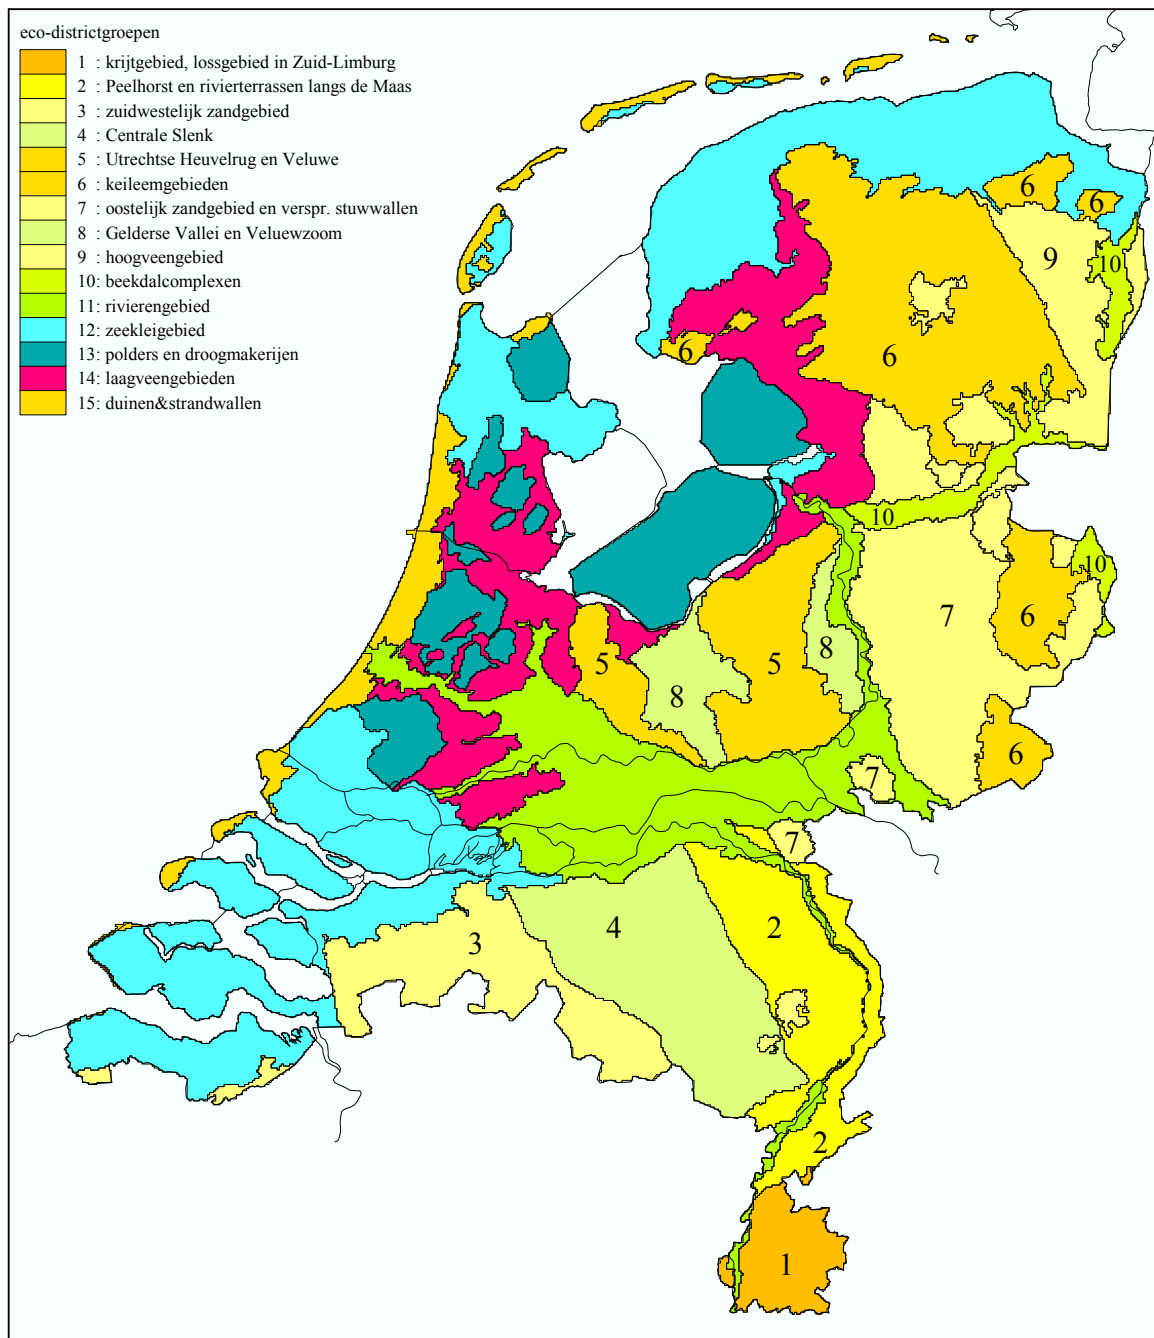 eco-districtgroepen
1 : krijtgebied, lossgebied in Zuid-Limburg
2 : Peelhorst en rivierterrassen langs de Maas
3 : zuidwestelijk zandgebied
4 : Centrale Slenk
5 : Utrechtse Heuvelrug en Veluwe
6 : keileemgebieden
7 : oostelijk zandgebied en verspr. stuwwallen
8 : Gelderse Vallei en Veluewzoom
9 : hoogveengebied
10: beekdalcomplexen
11: rivierengebied
12: zeekleigebied
13: polders en droogmakerijen
14: laagveengebieden
15: duinen&strandwallen
6
6
9
10
6
6
10
10
7
6
5
5
8
8
6
7
7
4
2
3
2
1